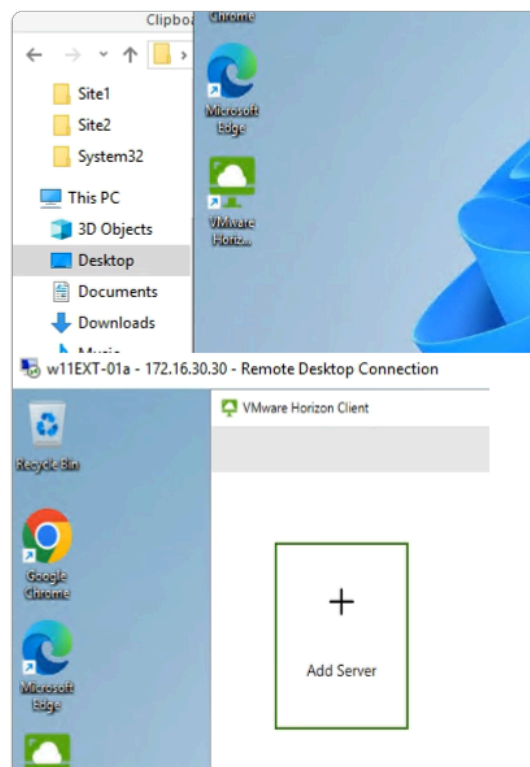 Clipbo
Chrome
Site1
Microsoft
Edge
Site2
System32
This PC
VMware
Horiz...
3D Objects
Desktop
Documents
Downloads
w11EXT-01a - 172.16.30.30 - Remote Desktop Connection
VMware Horizon Client
Recycle Bin
Google
Chrome
Add Server
Microsoft
Edge